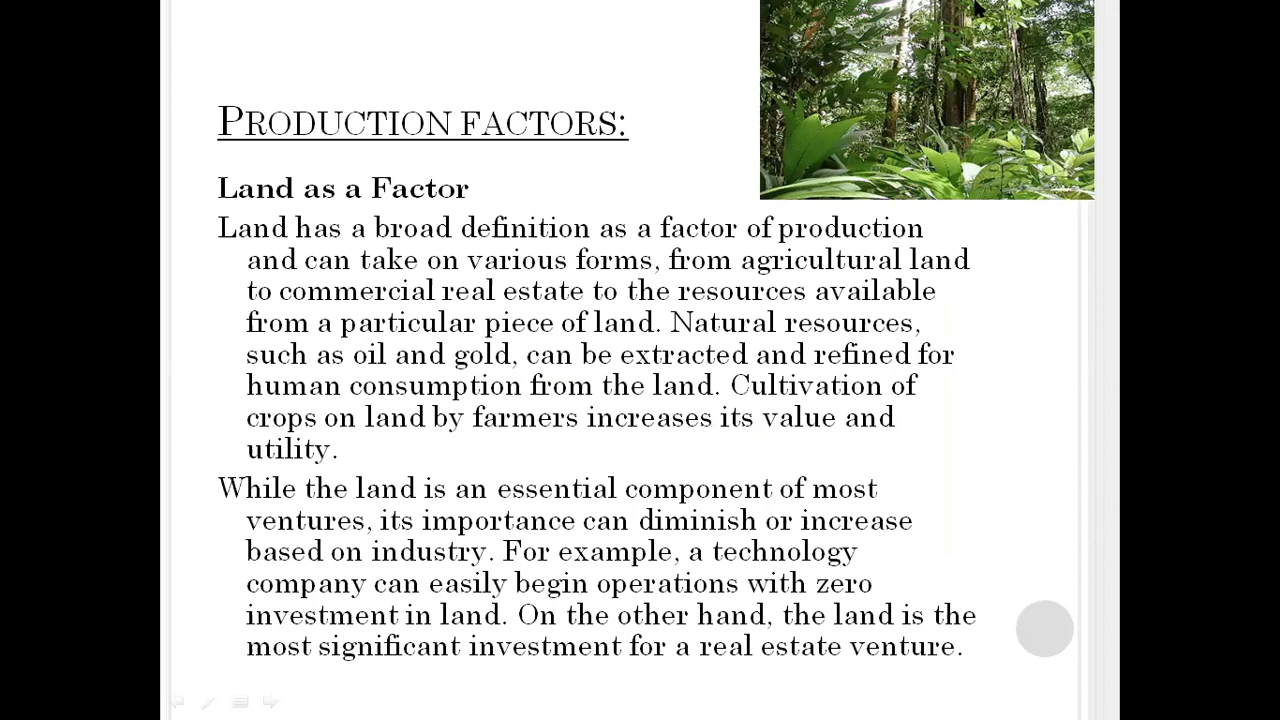 PRODUCTION FACTORS:
Land as a Factor
Land has a broad definition as a factor of production
and can take on various forms, from agricultural land
to commercial real estate to the resources available
from a particular piece of land. Natural resources,
such as oil and gold, can be extracted and refined for
human consumption from the land. Cultivation of
crops on land by farmers increases its value and
utility.
While the land is an essential component of most
ventures, its importance can diminish or increase
based on industry. For example, a technology
company can easily begin operations with zero
investment in land. On the other hand, the land is the
most significant investment for a real estate venture.